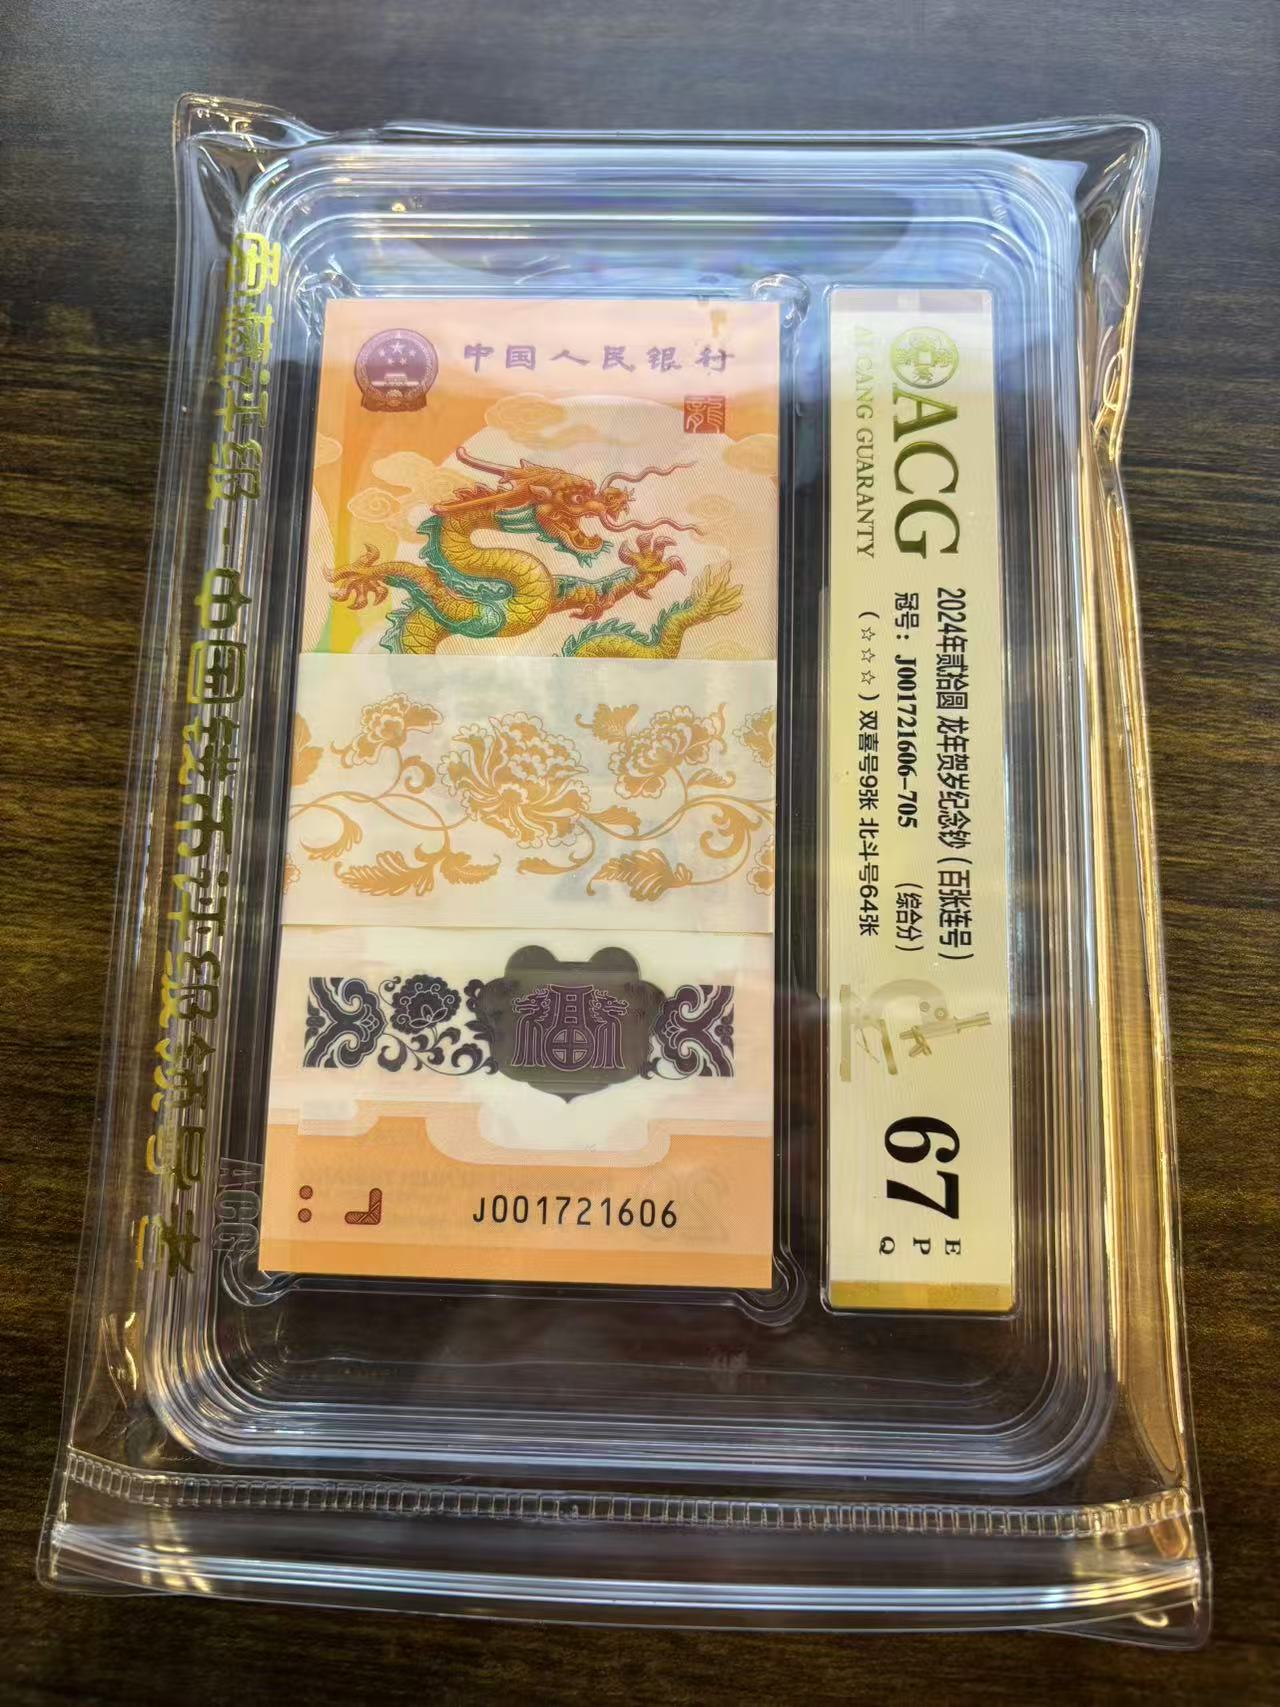 中国人民银行
龍
福
J001721606
ACG
AI CANG GUARANTY
2024年贰拾圆 龙年贺岁纪念钞（百张连号）
冠号：J001721606-705 （综合分）
（☆☆☆）双喜号9张 北斗号64张
67
E
P
Q
ACG
评级-中国钱币评级领导者